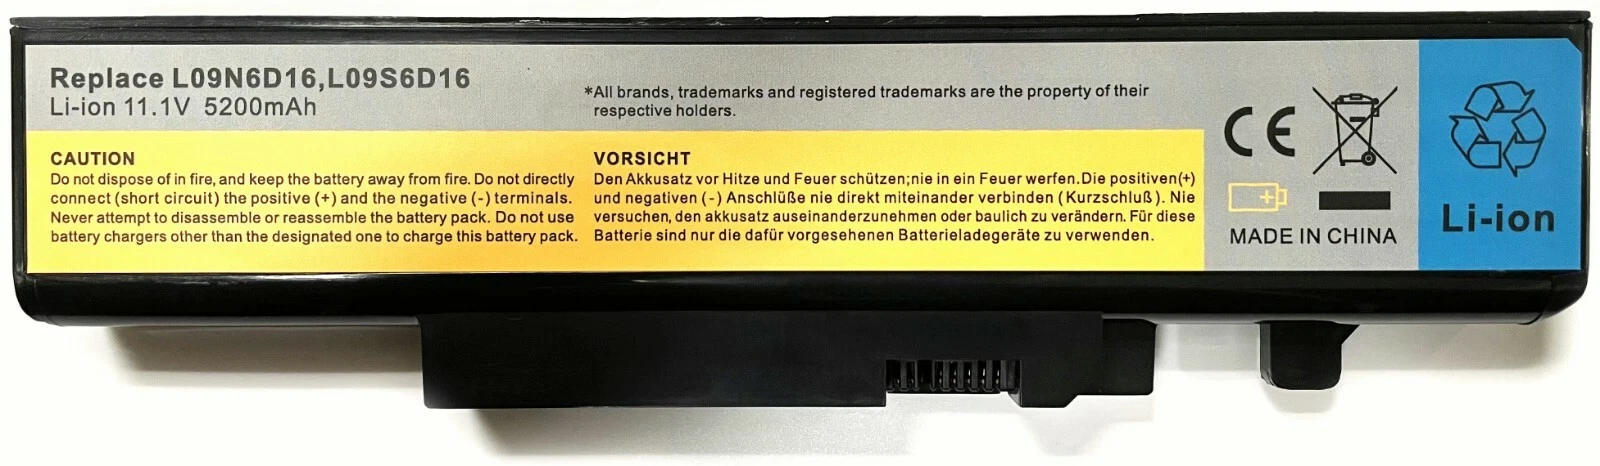 Replace L09N6D16,L09S6D16
Li-ion 11.1V 5200mAh
*All brands, trademarks and registered trademarks are the property of their
respective holders.
CAUTION
Do not dispose of in fire, and keep the battery away from fire. Do not directly
connect (short circuit) the positive (+) and the negative (-) terminals.
Never attempt to disassemble or reassemble the battery pack. Do not use
battery chargers other than the designated one to charge this battery pack.
VORSICHT
Den Akkusatz vor Hitze und Feuer schützen;nie in ein Feuer werfen.Die positiven(+)
und negativen (-) Anschlüße nie direkt miteinander verbinden (Kurzschluß). Nie
versuchen, den akkusatz auseinanderzunehmen oder baulich zu verändern. Für diese
Batterie sind nur die dafür vorgesehenen Batterieladegeräte zu verwenden.
CE
MADE IN CHINA
Li-ion